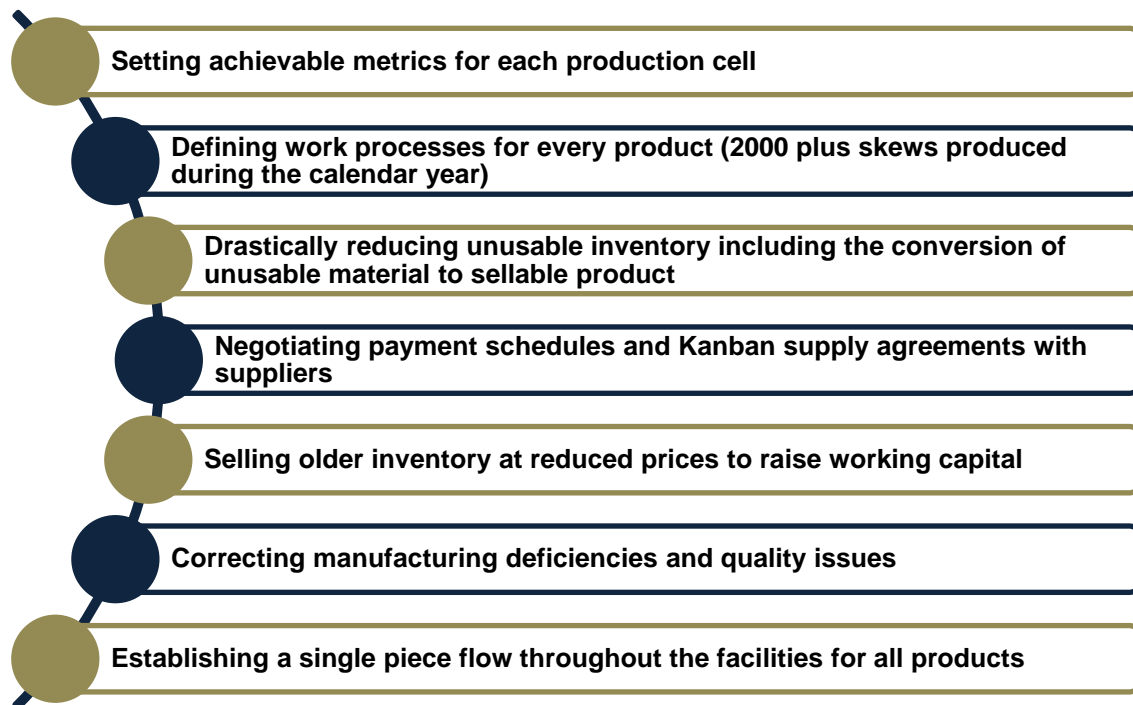 Setting achievable metrics for each production cell
Defining work processes for every product (2000 plus skews produced
during the calendar year)
Drastically reducing unusable inventory including the conversion of
unusable material to sellable product
Negotiating payment schedules and Kanban supply agreements with
suppliers
Selling older inventory at reduced prices to raise working capital
Correcting manufacturing deficiencies and quality issues
Establishing a single piece flow throughout the facilities for all products